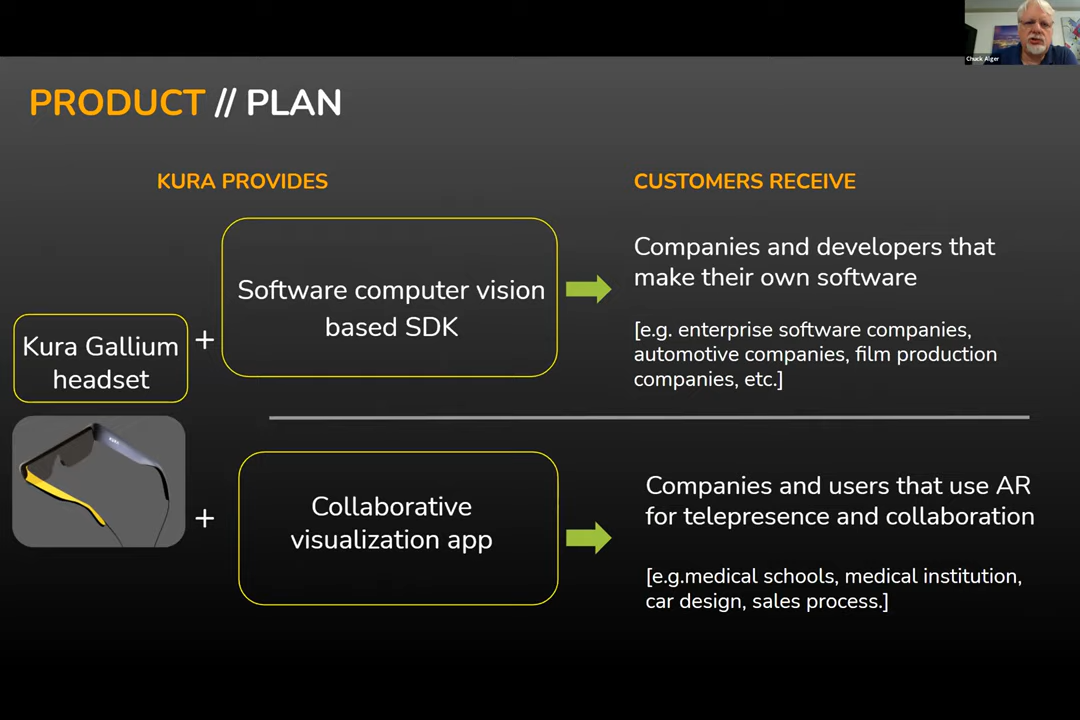 Chuck Alger
PRODUCT // PLAN
KURA PROVIDES
CUSTOMERS RECEIVE
Kura Gallium
headset
KURA
+
Software computer vision
based SDK
Companies and developers that
make their own software
[e.g. enterprise software companies,
automotive companies, film production
companies, etc.]
+
Collaborative
visualization app
Companies and users that use AR
for telepresence and collaboration
[e.g.medical schools, medical institution,
car design, sales process.]